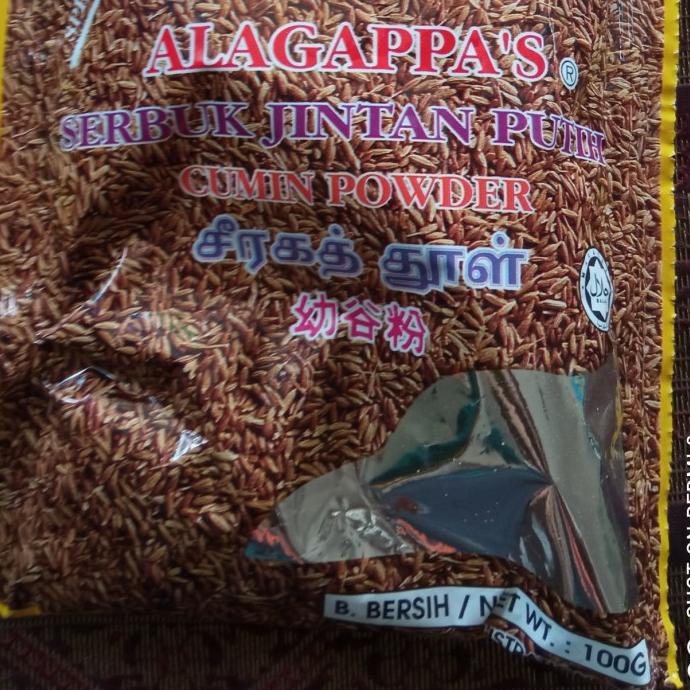 ALAGAPPA'S ®
SERBUK JINTAN PUTIH
CUMIN POWDER
சீரகத் தூள்
幼谷粉
B. BERSIH / NET WT. : 100G